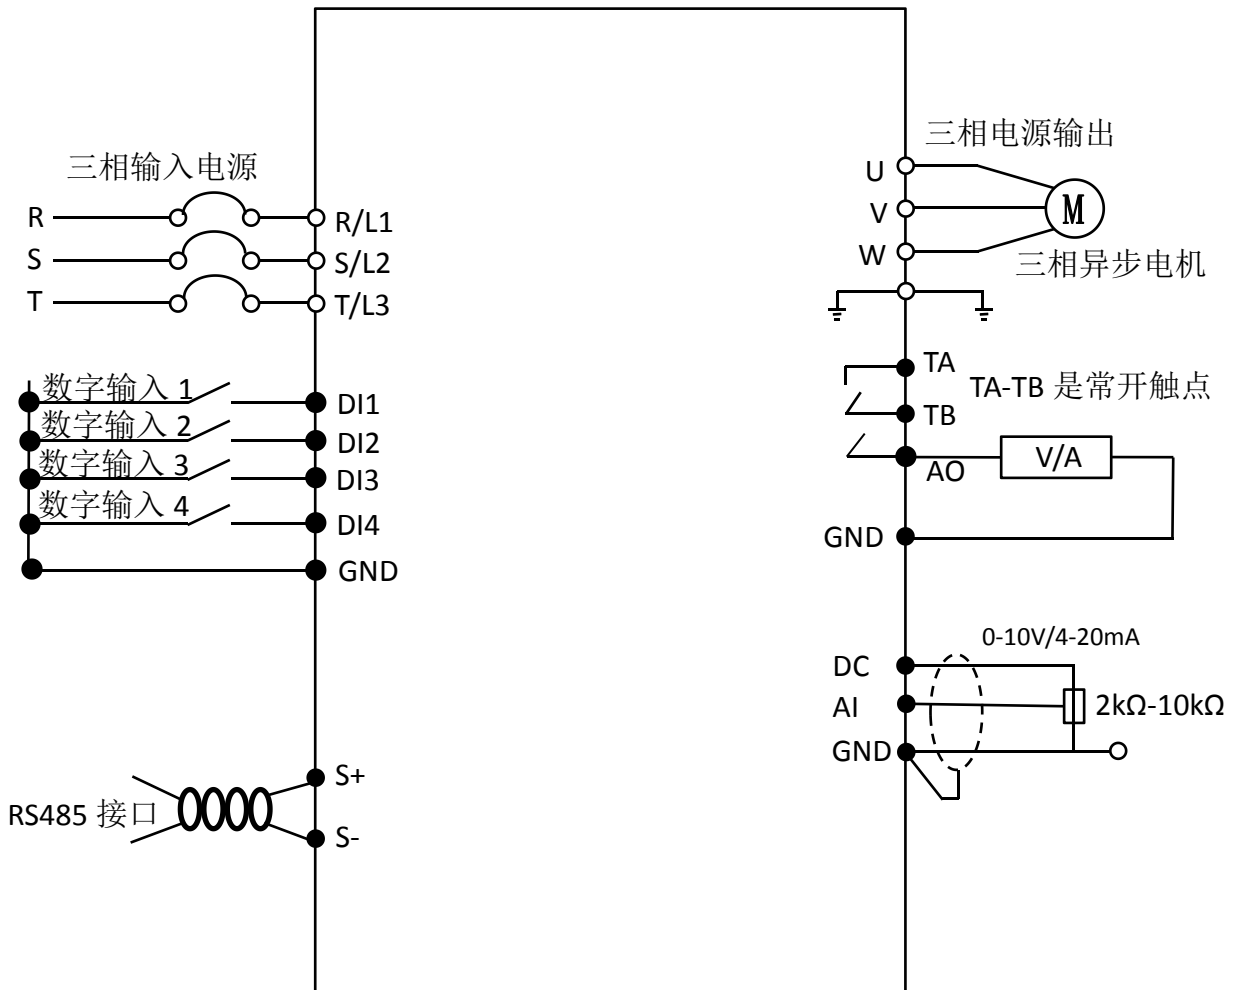 三相输入电源
R
R/L1
S
S/L2
T
T/L3
数字输入 1
DI1
数字输入 2
DI2
数字输入 3
DI3
数字输入 4
DI4
GND
RS485 接口
S+
S-
三相电源输出
U
V
W
M
三相异步电机
TA
TA-TB 是常开触点
TB
AO
V/A
GND
0-10V/4-20mA
DC
AI
2kΩ-10kΩ
GND